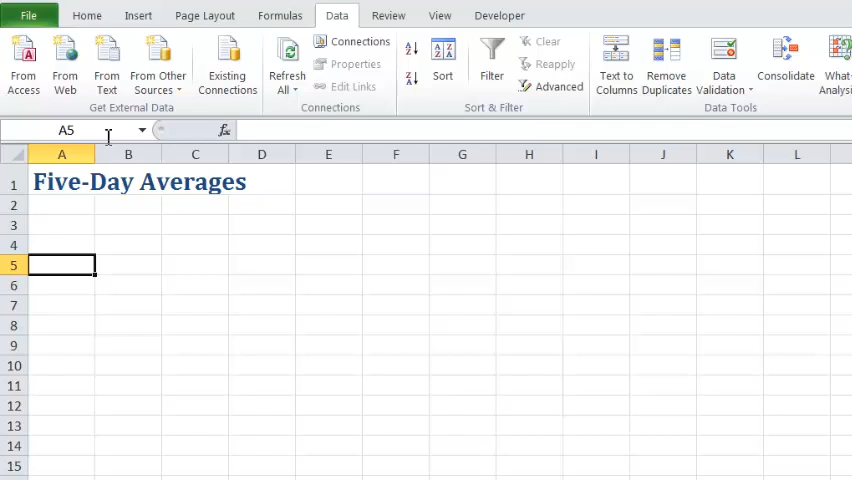 File Home Insert Page Layout Formulas Data Review View Developer
From Access From Web From Text From Other Sources Existing Connections
Get External Data
Refresh All Connections Properties Edit Links
Connections
Sort Filter Clear Reapply Advanced
Sort & Filter
Text to Columns Remove Duplicates Data Validation Consolidate What-
Analysis
Data Tools
A5 fx
A B C D E F G H I J K L
1 Five-Day Averages
2
3
4
5
6
7
8
9
10
11
12
13
14
15